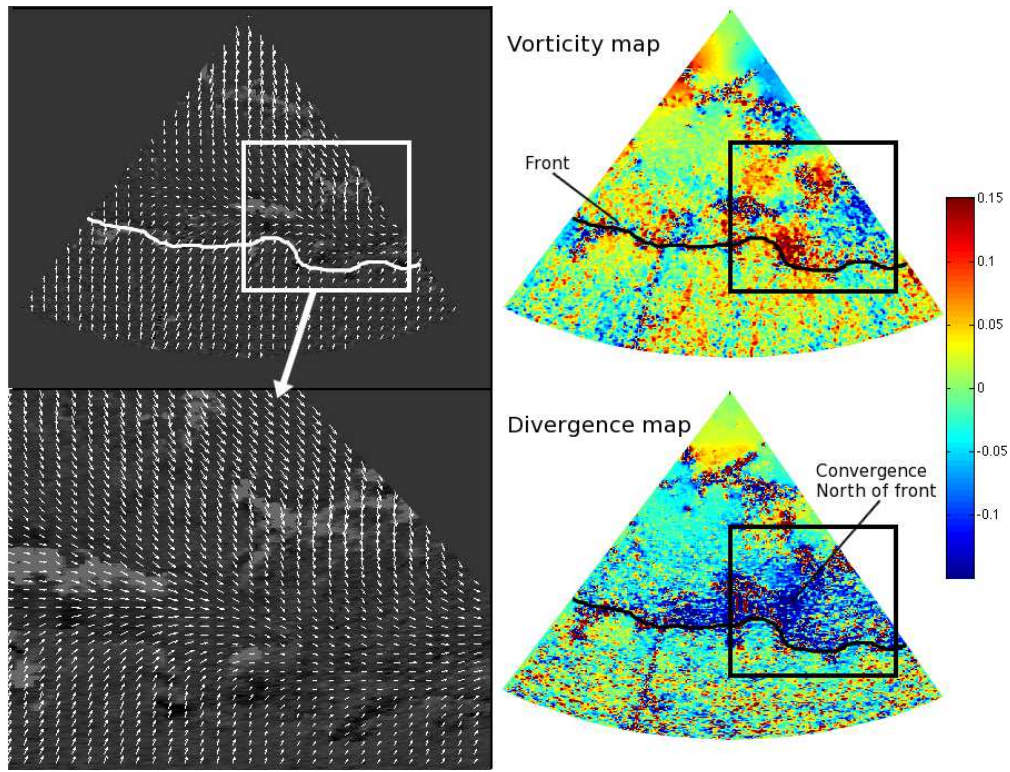 Vorticity map
Front
0.15
0.1
0.05
0
-0.05
-0.1
Divergence map
Convergence
North of front